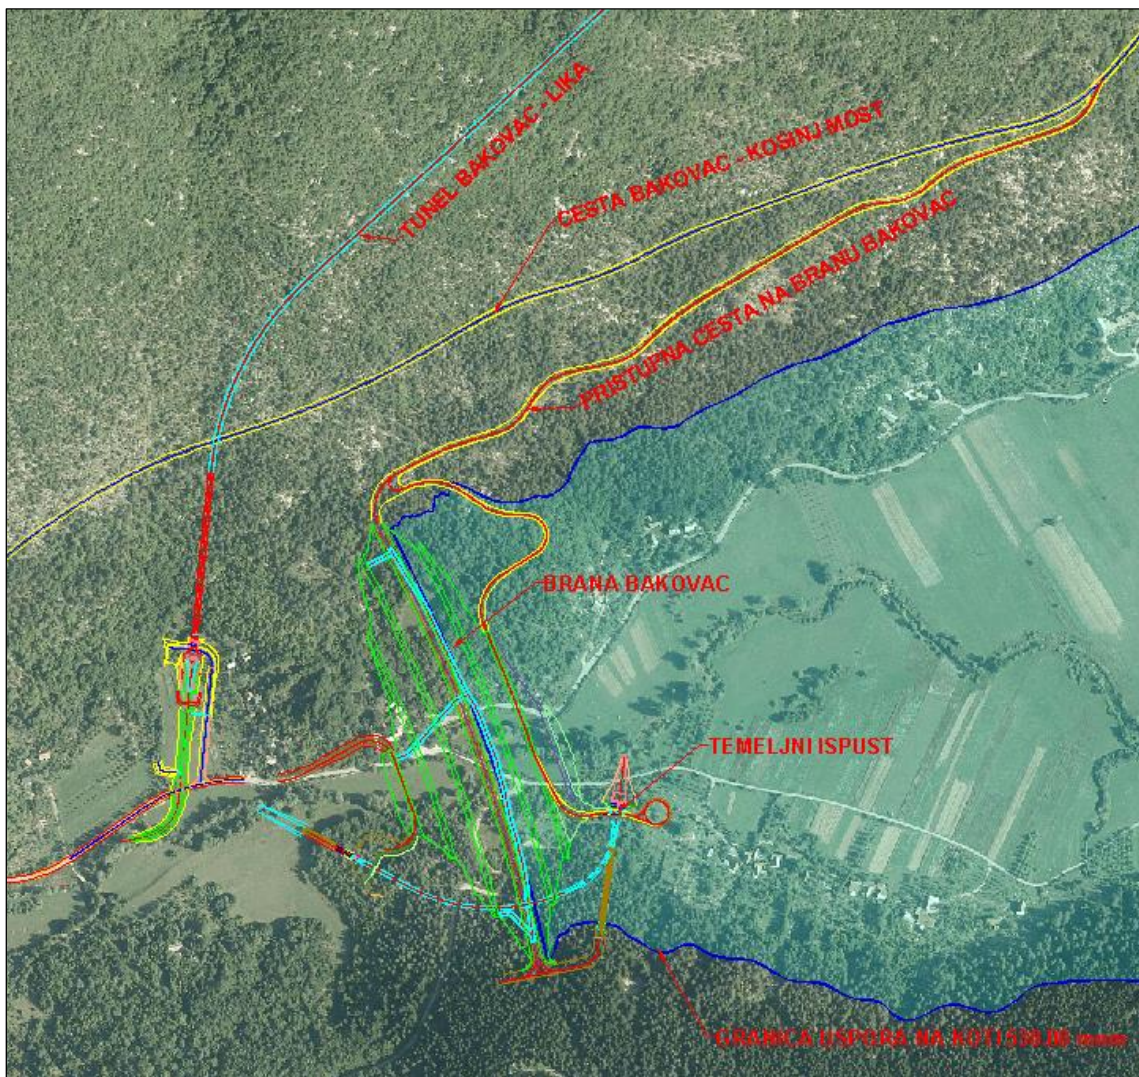 TUNEL BAKOVAC - LIKA
CESTA BAKOVAC - KOSINJ MOST
PRISTUPNA CESTA NA BRANU BAKOVAC
BRANA BAKOVAC
TEMELJNI ISPUST
GRANICA USPORA NA KOTI